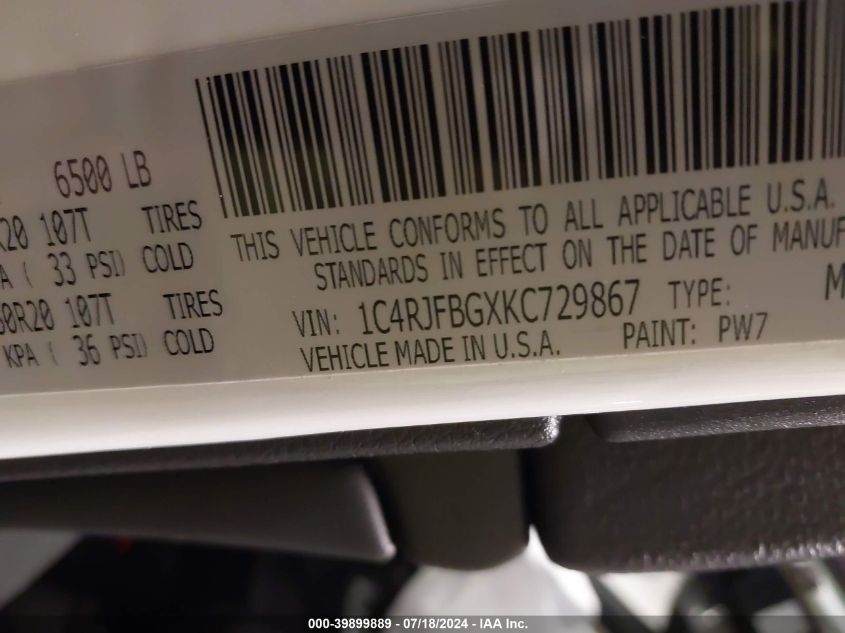 6500 LB
R20 107T TIRES
33 PSI) COLD
60R20 107T TIRES
KPA ( 36 PSI) COLD
THIS VEHICLE CONFORMS TO ALL APPLICABLE U.S.A.
STANDARDS IN EFFECT ON THE DATE OF MANUF
VIN: 1C4RJFBGXKC729867 TYPE: M
VEHICLE MADE IN U.S.A. PAINT: PW7
000-39899889 - 07/18/2024 - IAA Inc.